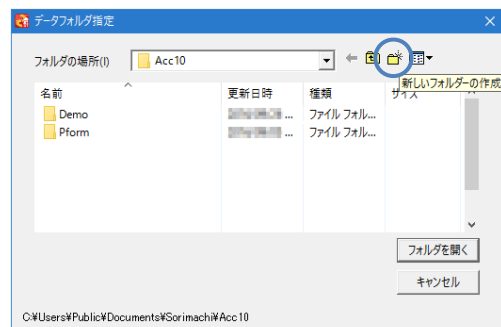 データフォルダ指定
フォルダの場所(I) Acc10
新しいフォルダーの作成
名前 更新日時 種類 サイズ
Demo ... ファイル フォル...
Pform ... ファイル フォル...
フォルダを開く
キャンセル
C:¥Users¥Public¥Documents¥Sorimachi¥Acc10